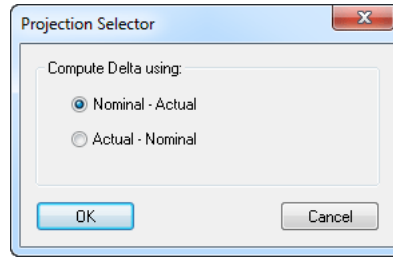 Projection Selector
Compute Delta using:
Nominal - Actual
Actual - Nominal
OK Cancel